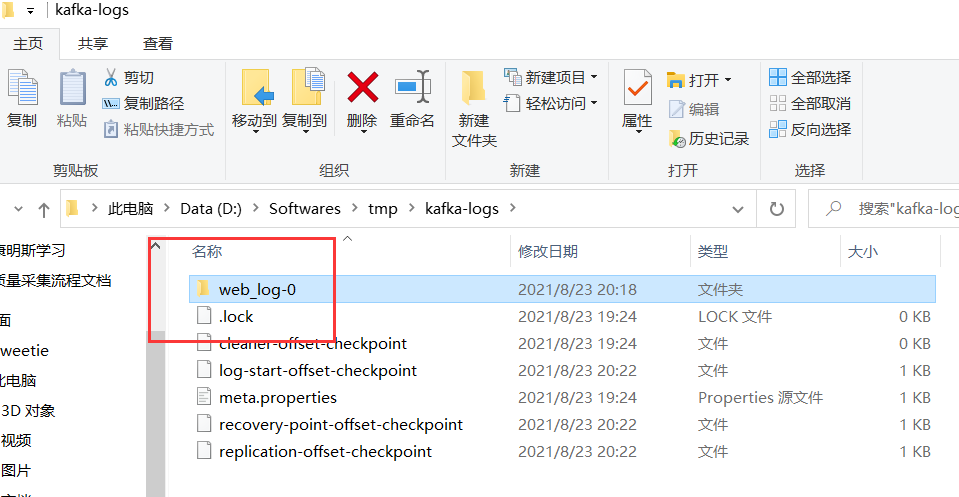 kafka-logs
主页 共享 查看
复制
粘贴
剪切
复制路径
粘贴快捷方式
剪贴板
移动到
复制到
删除
重命名
组织
新建
文件夹
新建项目
轻松访问
新建
属性
打开
编辑
历史记录
打开
全部选择
全部取消
反向选择
选择
此电脑 Data (D:) Softwares tmp kafka-logs
搜索"kafka-log
明斯学习
质量采集流程文档
面
weetie
此电脑
3D 对象
视频
图片
名称 修改日期 类型 大小
web_log-0 2021/8/23 20:18 文件夹
.lock 2021/8/23 19:24 LOCK 文件 0 KB
cleaner-offset-checkpoint 2021/8/23 19:24 文件 0 KB
log-start-offset-checkpoint 2021/8/23 20:22 文件 1 KB
meta.properties 2021/8/23 19:24 Properties 源文件 1 KB
recovery-point-offset-checkpoint 2021/8/23 20:22 文件 1 KB
replication-offset-checkpoint 2021/8/23 20:22 文件 1 KB